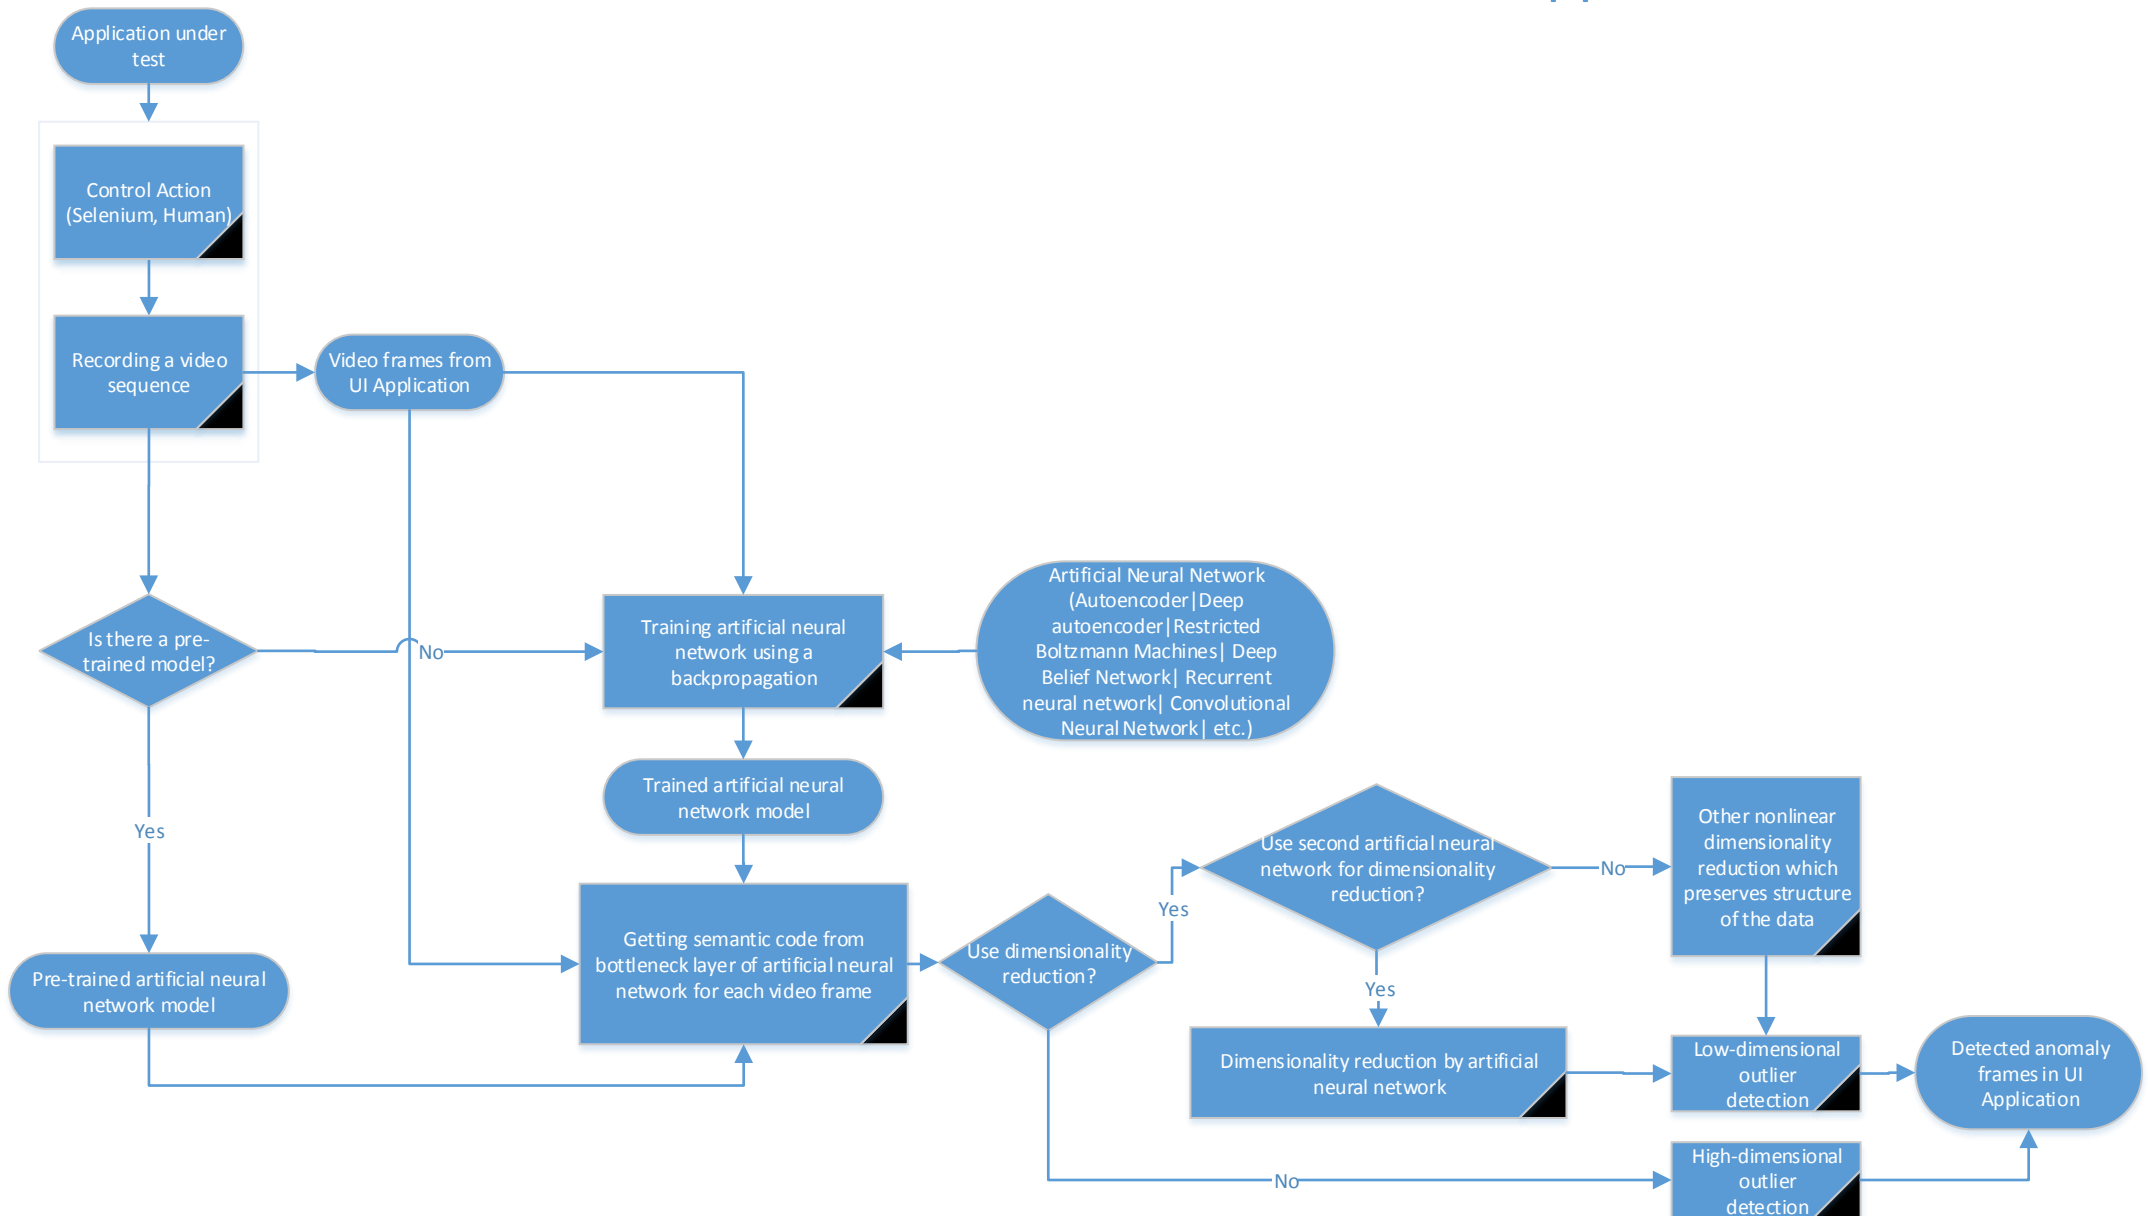 Application under
test
Control Action
(Selenium, Human)
Recording a video
sequence
Video frames from
UI Application
Is there a pre-
trained model?
No
Training artificial neural
network using a
backpropagation
Artificial Neural Network
(Autoencoder|Deep
autoencoder|Restricted
Boltzmann Machines| Deep
Belief Network| Recurrent
neural network| Convolutional
Neural Network| etc.)
Trained artificial neural
network model
Yes
Pre-trained artificial neural
network model
Getting semantic code from
bottleneck layer of artificial neural
network for each video frame
Use dimensionality
reduction?
Yes
Use second artificial neural
network for dimensionality
reduction?
No
Other nonlinear
dimensionality
reduction which
preserves structure
of the data
Yes
Dimensionality reduction by artificial
neural network
Low-dimensional
outlier
detection
Detected anomaly
frames in UI
Application
No
High-dimensional
outlier
detection